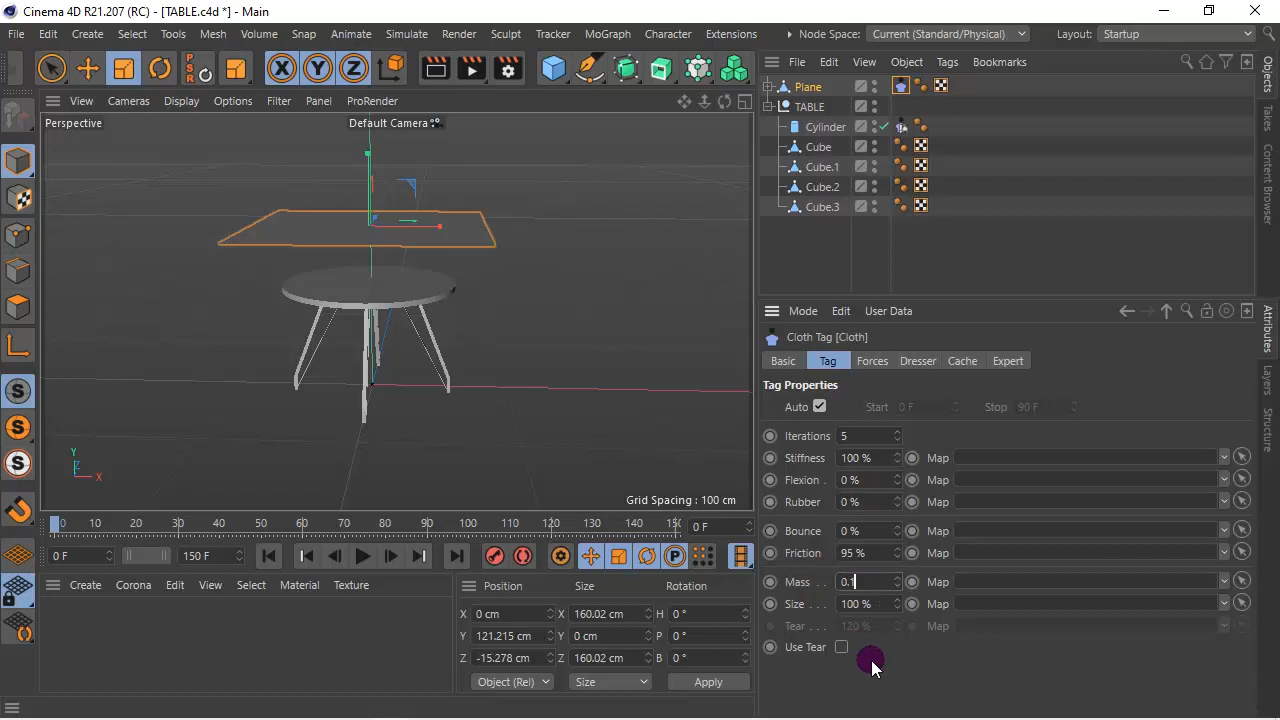 Cinema 4D R21.207 (RC) - [TABLE.c4d *] - Main
File Edit Create Select Tools Mesh Volume Snap Animate Simulate Render Sculpt Tracker MoGraph Character Extensions Node Space: Current (Standard/Physical) Layout: Startup
X Y Z
P S R
File Edit View Object Tags Bookmarks
View Cameras Display Options Filter Panel ProRender
Perspective
Default Camera
Plane
TABLE
Cylinder
Cube
Cube.1
Cube.2
Cube.3
Objects
Takes
Content Browser
Mode Edit User Data
Cloth Tag [Cloth]
Basic Tag Forces Dresser Cache Expert
Tag Properties
Auto Start 0 F Stop 90 F
Iterations 5
Stiffness 100 % Map
Flexion . 0 % Map
Rubber . 0 % Map
Bounce . 0 % Map
Friction . 95 % Map
Mass . . 0.1 Map
Size . . . 100 % Map
Tear . . . 120 % Map
Use Tear
Attributes
Layers
Structure
S
S
S
Y
Z
X
Grid Spacing : 100 cm
0 10 20 30 40 50 60 70 80 90 100 110 120 130 140 0 F
0 F 150 F P
Create Corona Edit View Select Material Texture
Position Size Rotation
X 0 cm X 160.02 cm H 0 °
Y 121.215 cm Y 0 cm P 0 °
Z -15.278 cm Z 160.02 cm B 0 °
Object (Rel) Size Apply